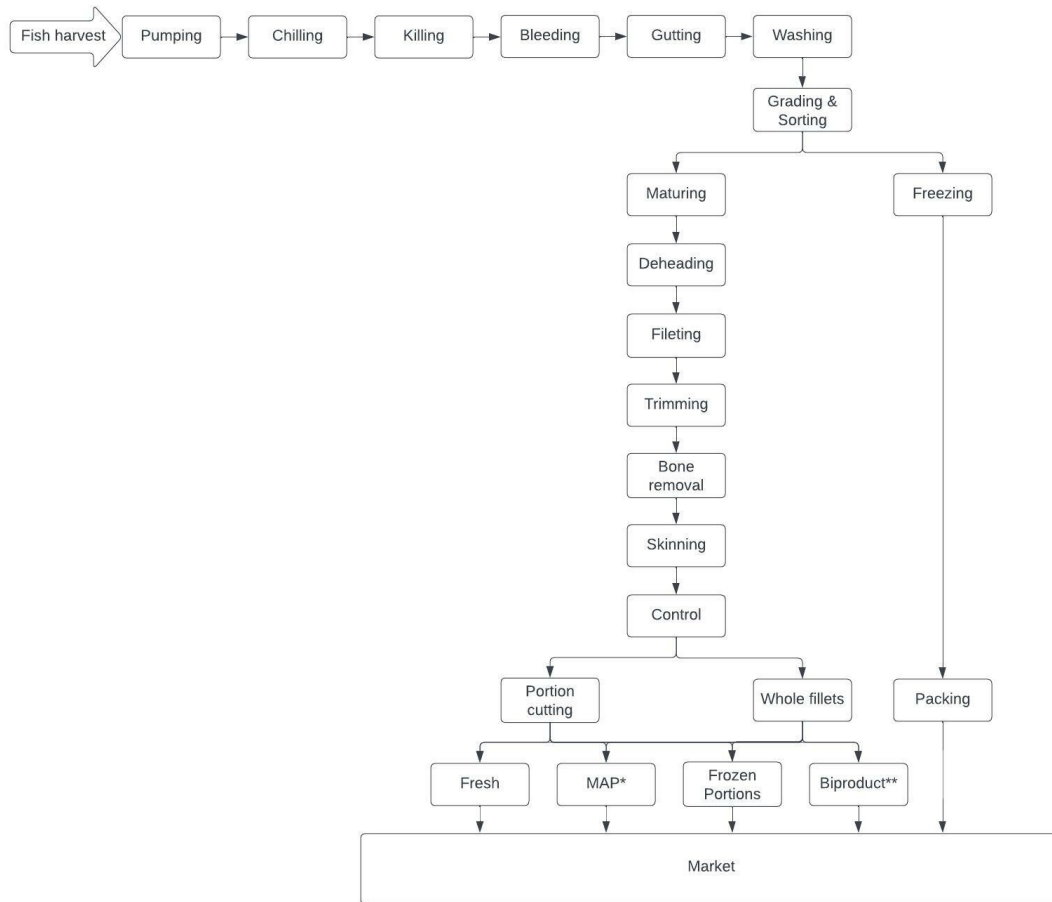 Fish harvest
Pumping
Chilling
Killing
Bleeding
Gutting
Washing
Grading &
Sorting
Maturing
Freezing
Deheading
Fileting
Trimming
Bone
removal
Skinning
Control
Portion
cutting
Whole fillets
Packing
Fresh
MAP*
Frozen
Portions
Biproduct**
Market